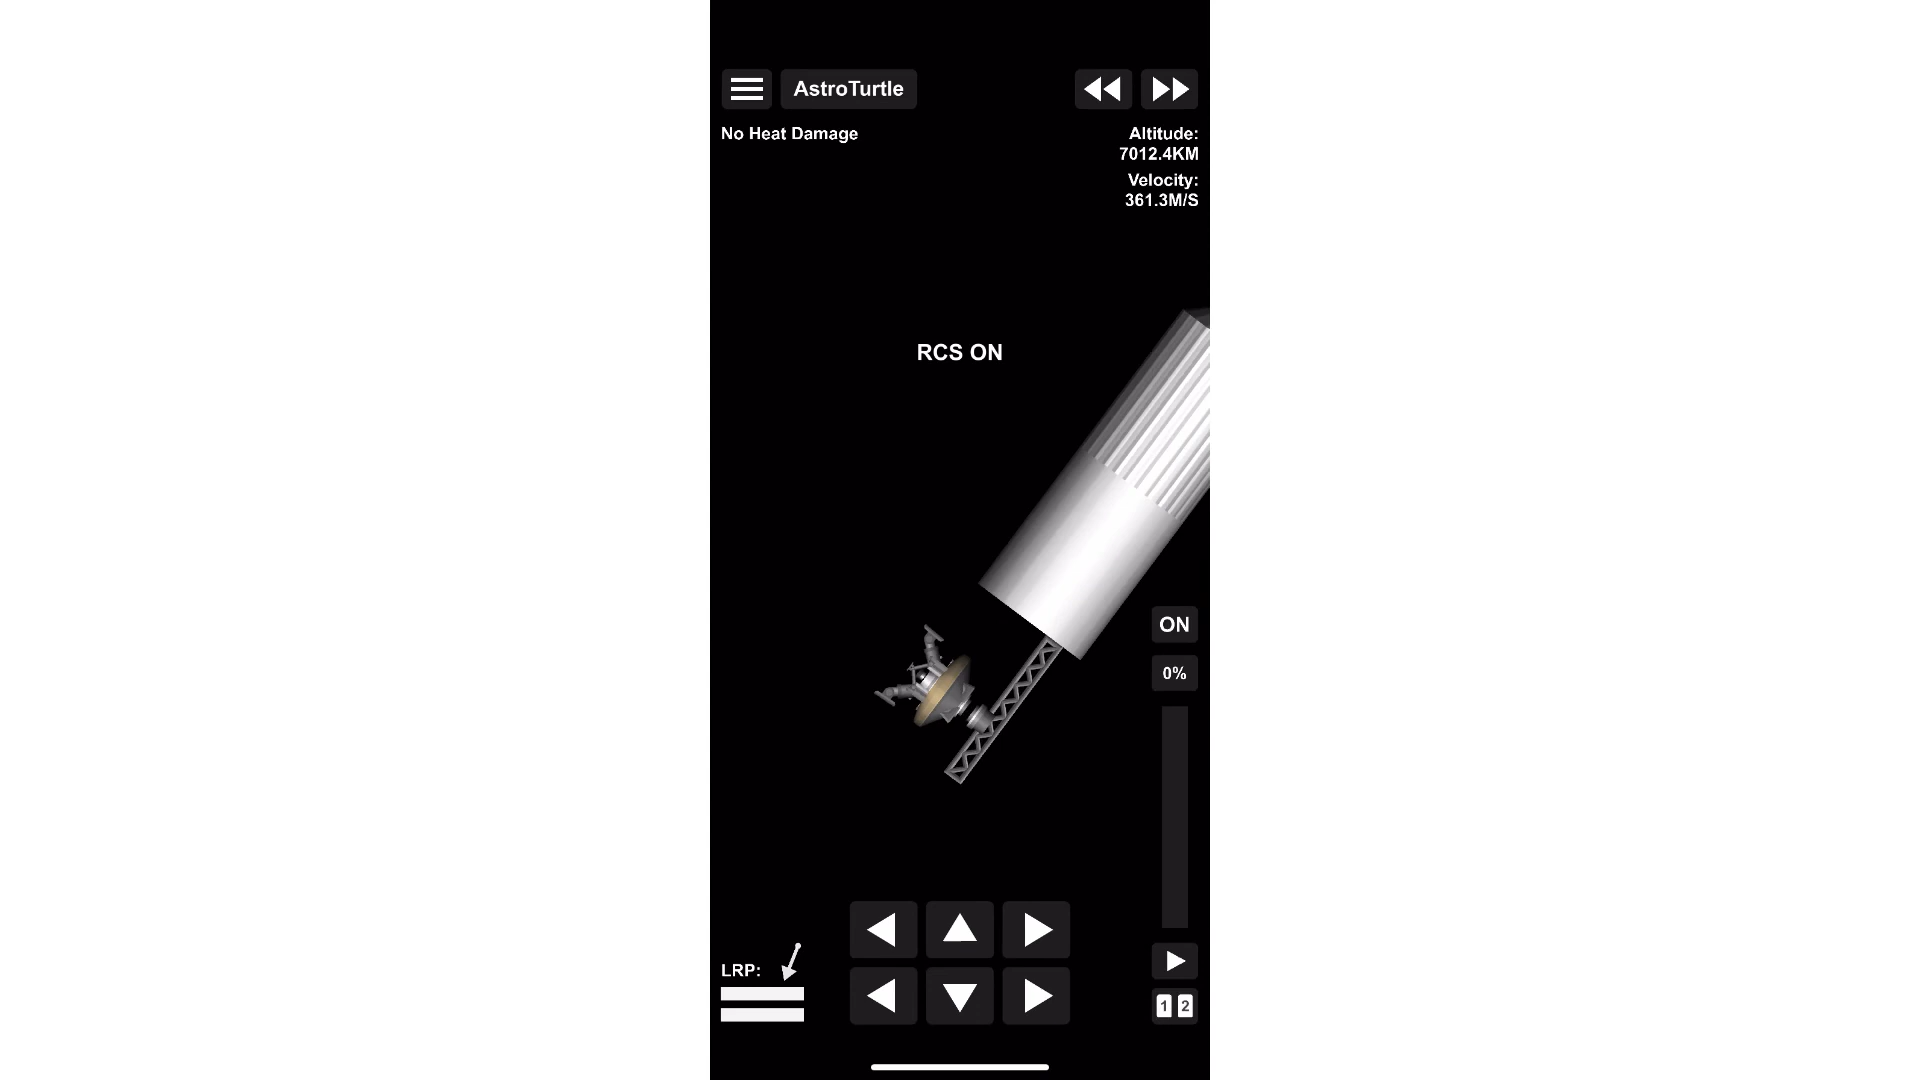 AstroTurtle
No Heat Damage
Altitude:
7012.4KM
Velocity:
361.3M/S
RCS ON
ON
0%
LRP:
1 2